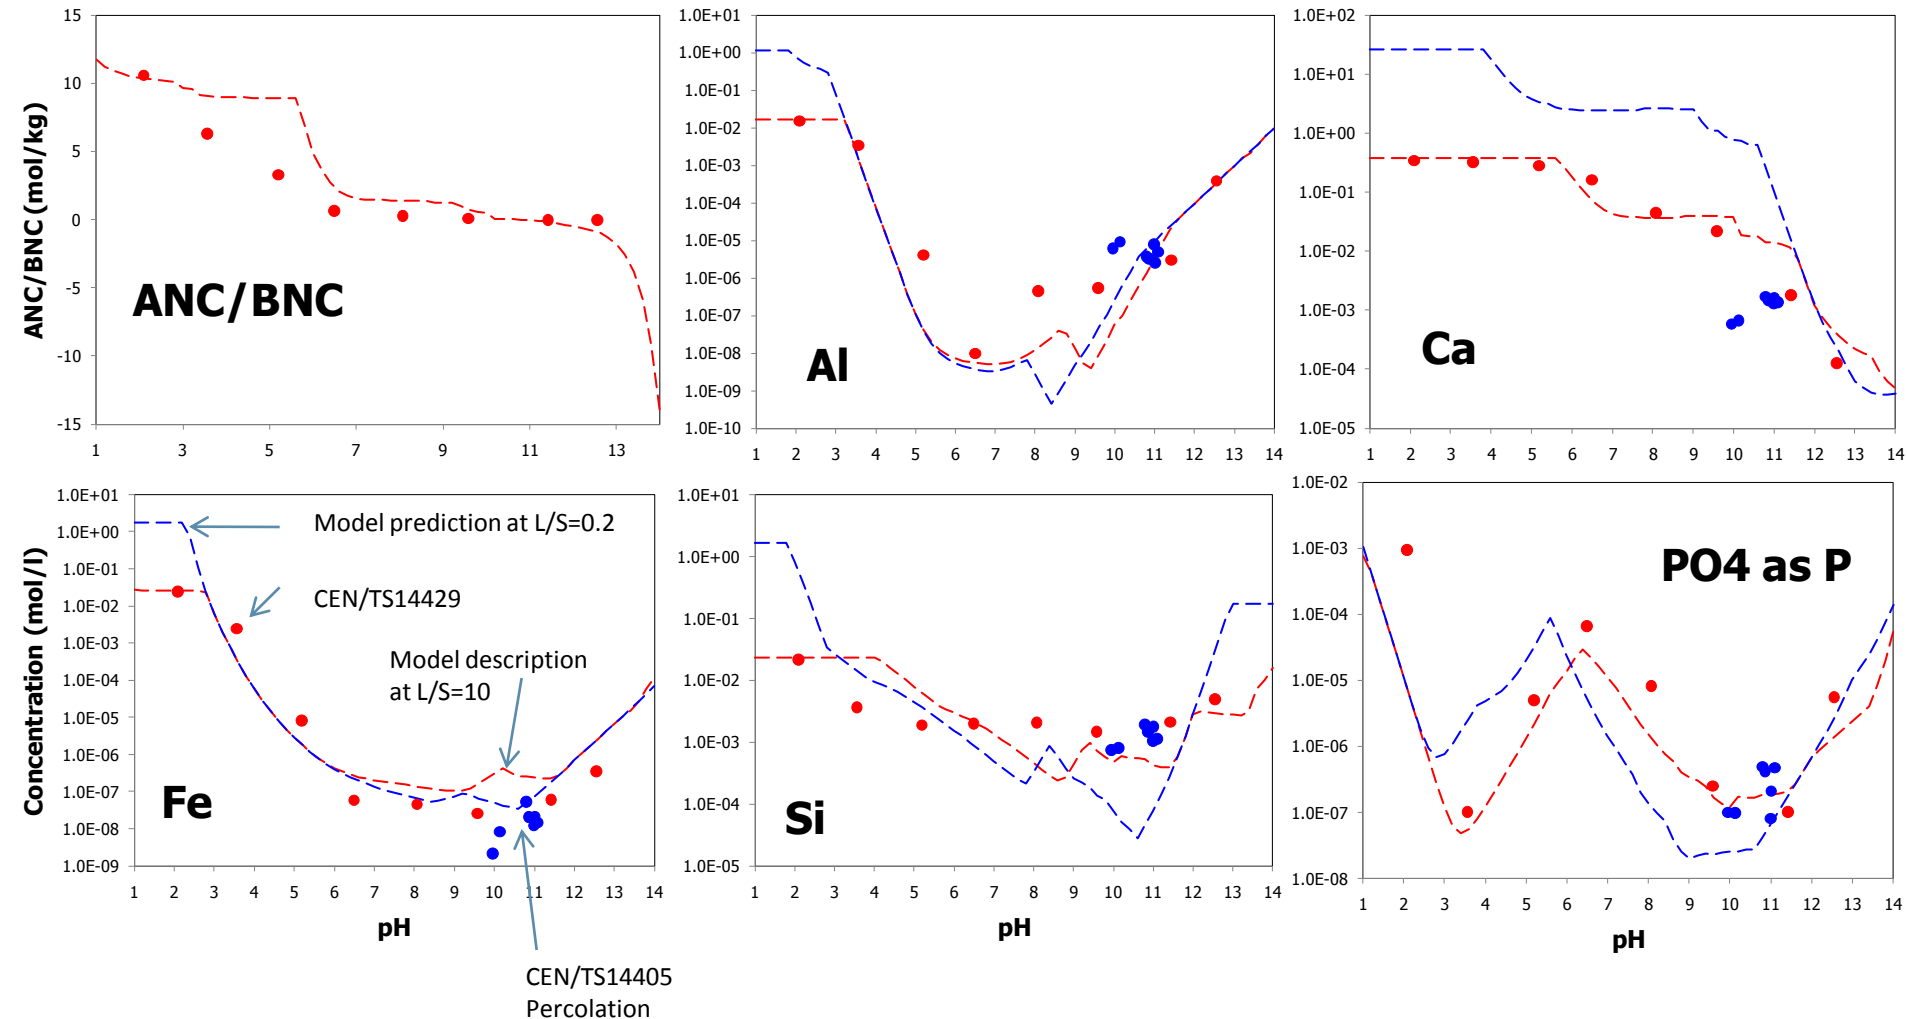 ANC/BNC (mol/kg)
15
10
5
0
-5
-10
-15
ANC/BNC
1 3 5 7 9 11 13
1.0E+01
1.0E+00
1.0E-01
1.0E-02
1.0E-03
1.0E-04
1.0E-05
1.0E-06
1.0E-07
1.0E-08
1.0E-09
1.0E-10
Al
1 2 3 4 5 6 7 8 9 10 11 12 13 14
1.0E+02
1.0E+01
1.0E+00
1.0E-01
1.0E-02
1.0E-03
1.0E-04
1.0E-05
Ca
1 2 3 4 5 6 7 8 9 10 11 12 13 14
Concentration (mol/l)
1.0E+01
1.0E+00
1.0E-01
1.0E-02
1.0E-03
1.0E-04
1.0E-05
1.0E-06
1.0E-07
1.0E-08
1.0E-09
Model prediction at L/S=0.2
CEN/TS14429
Model description
at L/S=10
Fe
1 2 3 4 5 6 7 8 9 10 11 12 13 14
pH
CEN/TS14405
Percolation
1.0E+01
1.0E+00
1.0E-01
1.0E-02
1.0E-03
1.0E-04
1.0E-05
Si
1 2 3 4 5 6 7 8 9 10 11 12 13 14
pH
1.0E-02
1.0E-03
1.0E-04
1.0E-05
1.0E-06
1.0E-07
1.0E-08
PO4 as P
1 2 3 4 5 6 7 8 9 10 11 12 13 14
pH